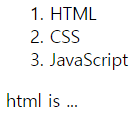 1. HTML
2. CSS
3. JavaScript
html is ...